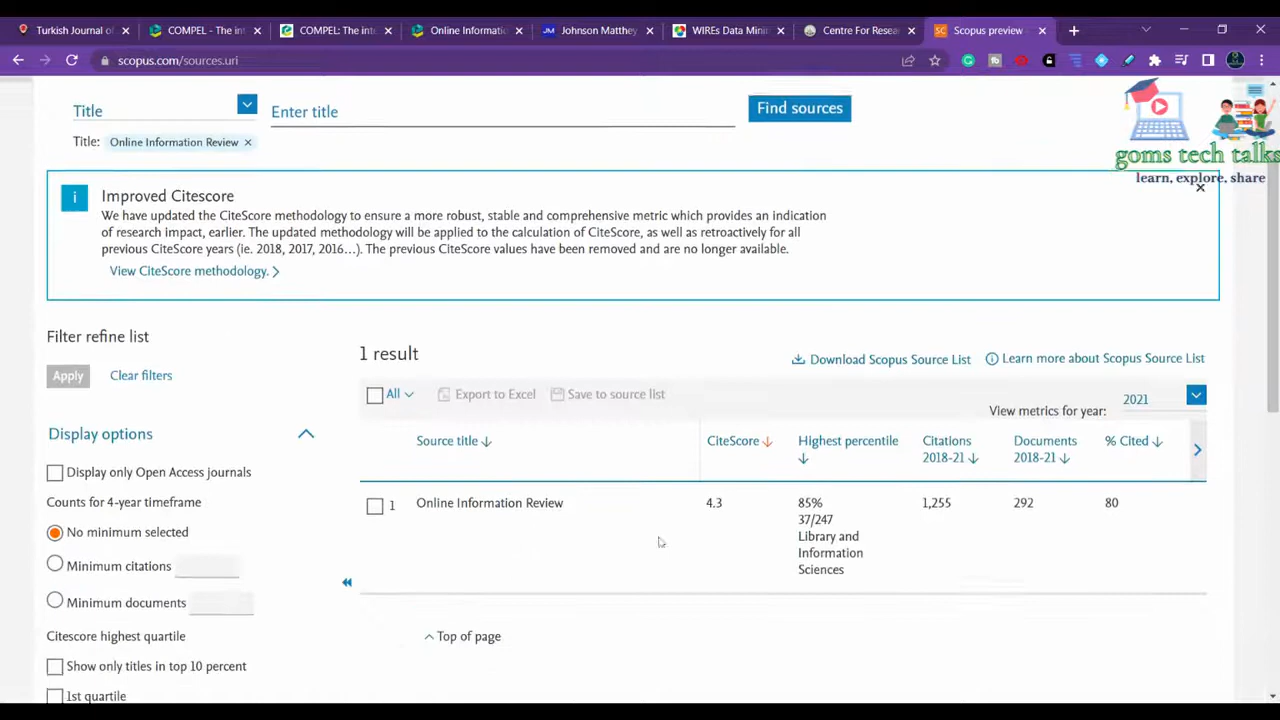 Turkish Journal of
COMPEL - The int
COMPEL: The inte
Online Informatio
JM
Johnson Matthey
WIREs Data Minin
Centre For Resea
SC
Scopus preview
scopus.com/sources.uri
Title
Enter title
Find sources
Title:
Online Information Review
goms tech talks
learn, explore, share
i
Improved Citescore
We have updated the CiteScore methodology to ensure a more robust, stable and comprehensive metric which provides an indication
of research impact, earlier. The updated methodology will be applied to the calculation of CiteScore, as well as retroactively for all
previous CiteScore years (ie. 2018, 2017, 2016...). The previous CiteScore values have been removed and are no longer available.
View CiteScore methodology.
Filter refine list
Apply
Clear filters
1 result
Download Scopus Source List
Learn more about Scopus Source List
All
Export to Excel
Save to source list
View metrics for year:
2021
Display options
Display only Open Access journals
Counts for 4-year timeframe
No minimum selected
Minimum citations
Minimum documents
Citescore highest quartile
Show only titles in top 10 percent
1st quartile
Source title
CiteScore
Highest percentile
Citations
2018-21
Documents
2018-21
% Cited
1
Online Information Review
4.3
85%
37/247
Library and
Information
Sciences
1,255
292
80
Top of page